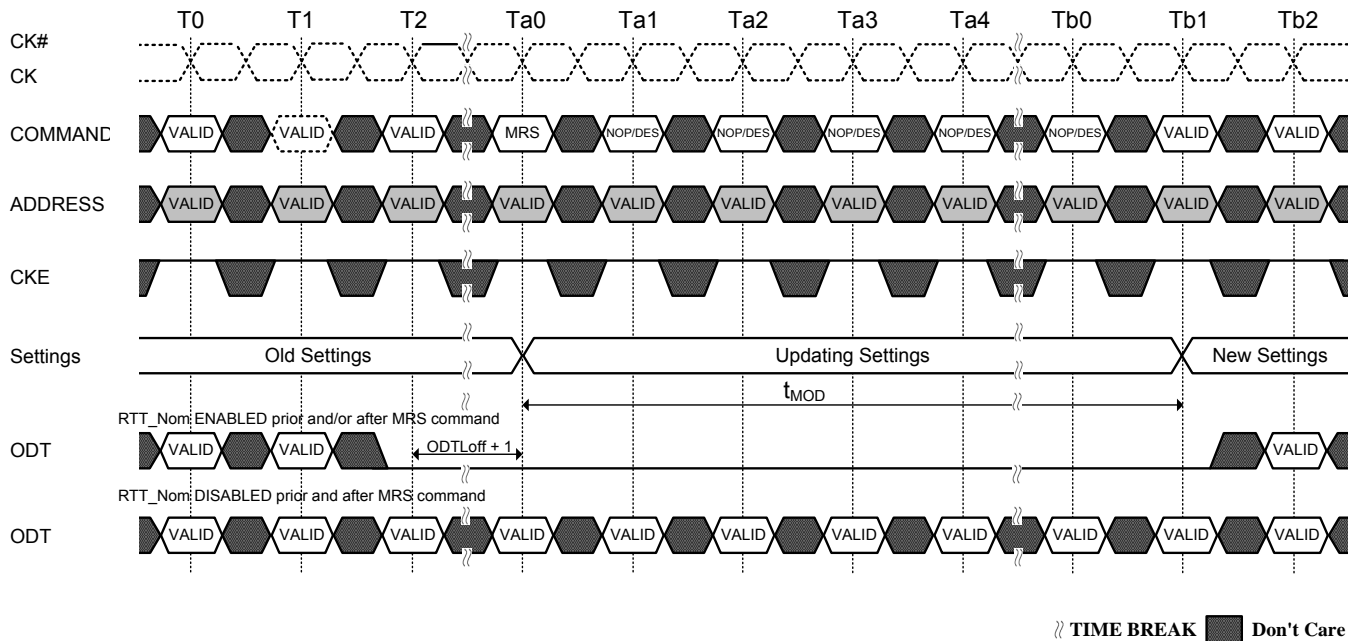 T0 T1 T2 Ta0 Ta1 Ta2 Ta3 Ta4 Tb0 Tb1 Tb2
CK#
CK
COMMAND VALID VALID VALID MRS NOP/DES NOP/DES NOP/DES NOP/DES NOP/DES VALID VALID
ADDRESS VALID VALID VALID VALID VALID VALID VALID VALID VALID VALID VALID
CKE
Settings Old Settings Updating Settings New Settings
tMOD
RTT_Nom ENABLED prior and/or after MRS command
ODT VALID VALID ODTLoff + 1 VALID
RTT_Nom DISABLED prior and after MRS command
ODT VALID VALID VALID VALID VALID VALID VALID VALID VALID VALID VALID
TIME BREAK Don't Care